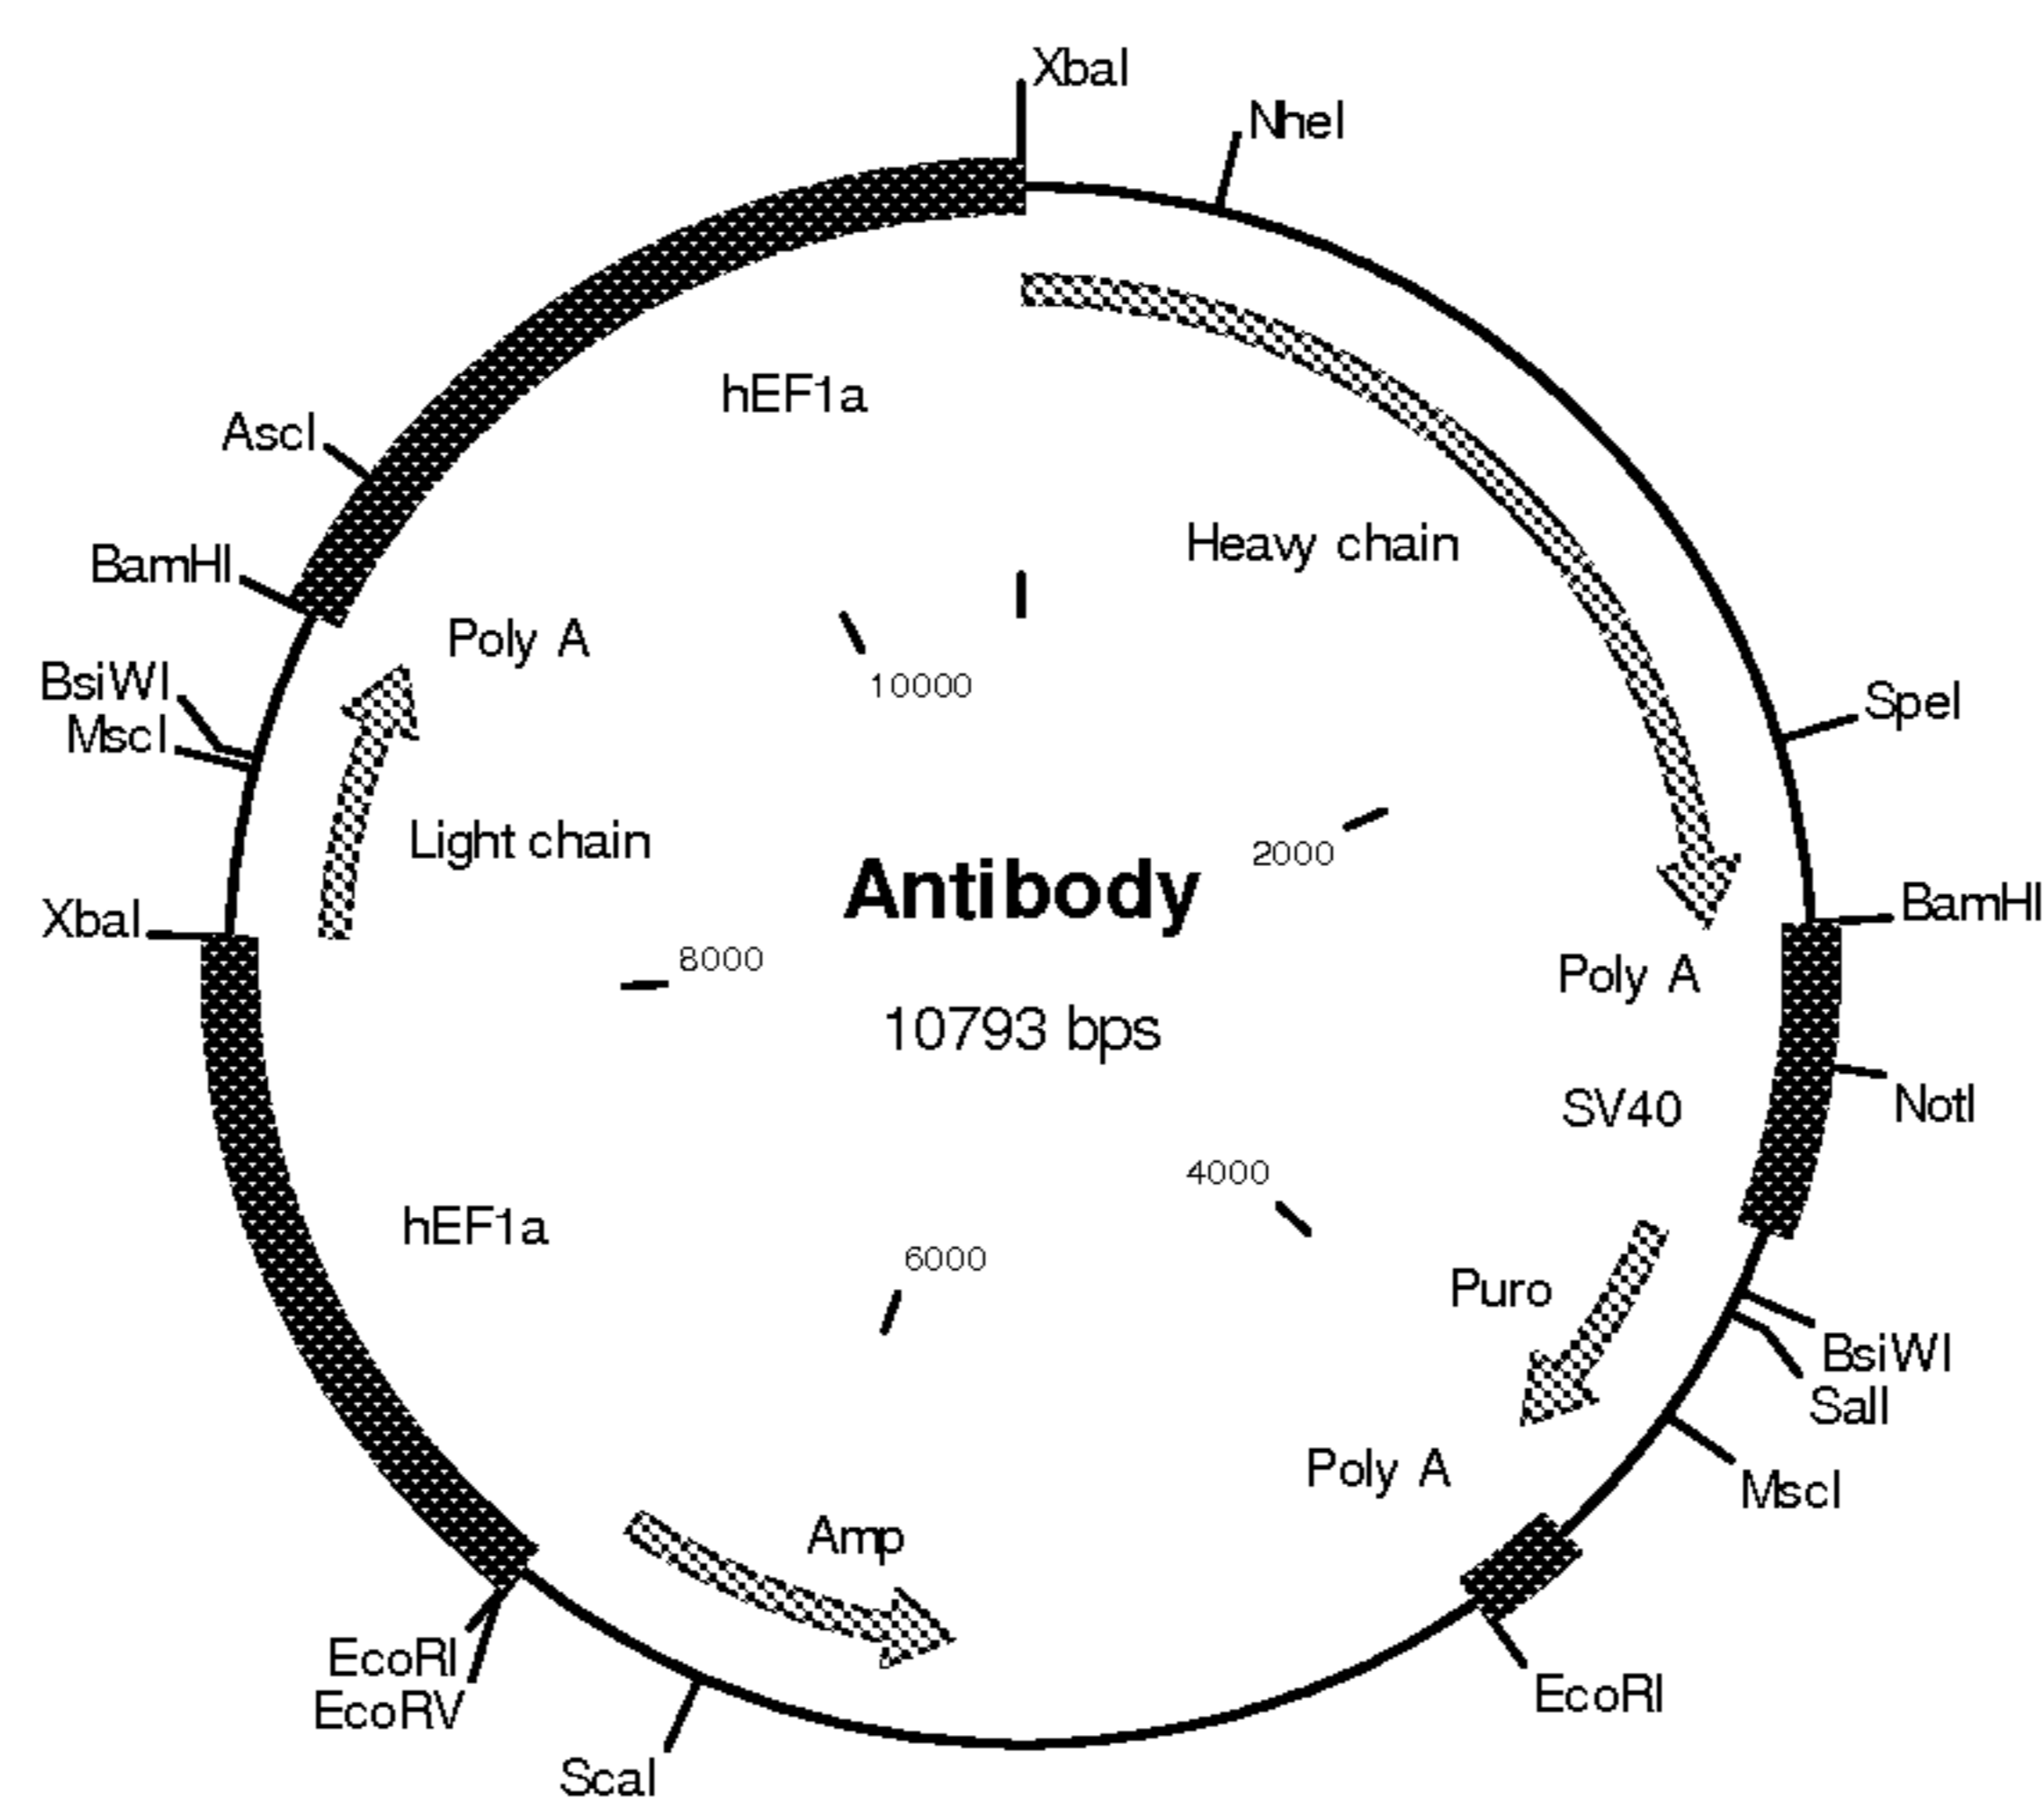 XbaI
NheI
hEF1a
AscI
Heavy chain
BamHI
Poly A
BsiWI
10000
SpeI
MscI
Light chain
2000
Antibody
XbaI
BamHI
8000
Poly A
10793 bps
NotI
SV40
4000
hEF1a
6000
Puro
BsiWI
SalI
Poly A
MscI
Amp
EcoRI
EcoRI
EcoRV
ScaI